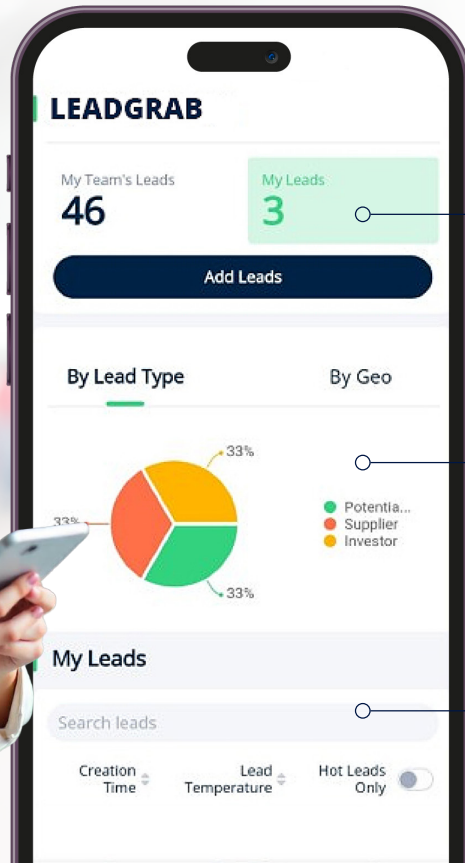 LEADGRAB
My Team's Leads
46
My Leads
3
Add Leads
By Lead Type
By Geo
33%
33%
33%
Potentia...
Supplier
Investor
My Leads
Search leads
Creation
Time
Lead
Temperature
Hot Leads
Only